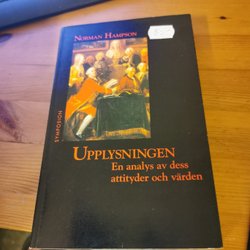 NORMAN HAMPSON
SYMPOSION
UPPLYSNINGEN
En analys av dess
attityder och värden